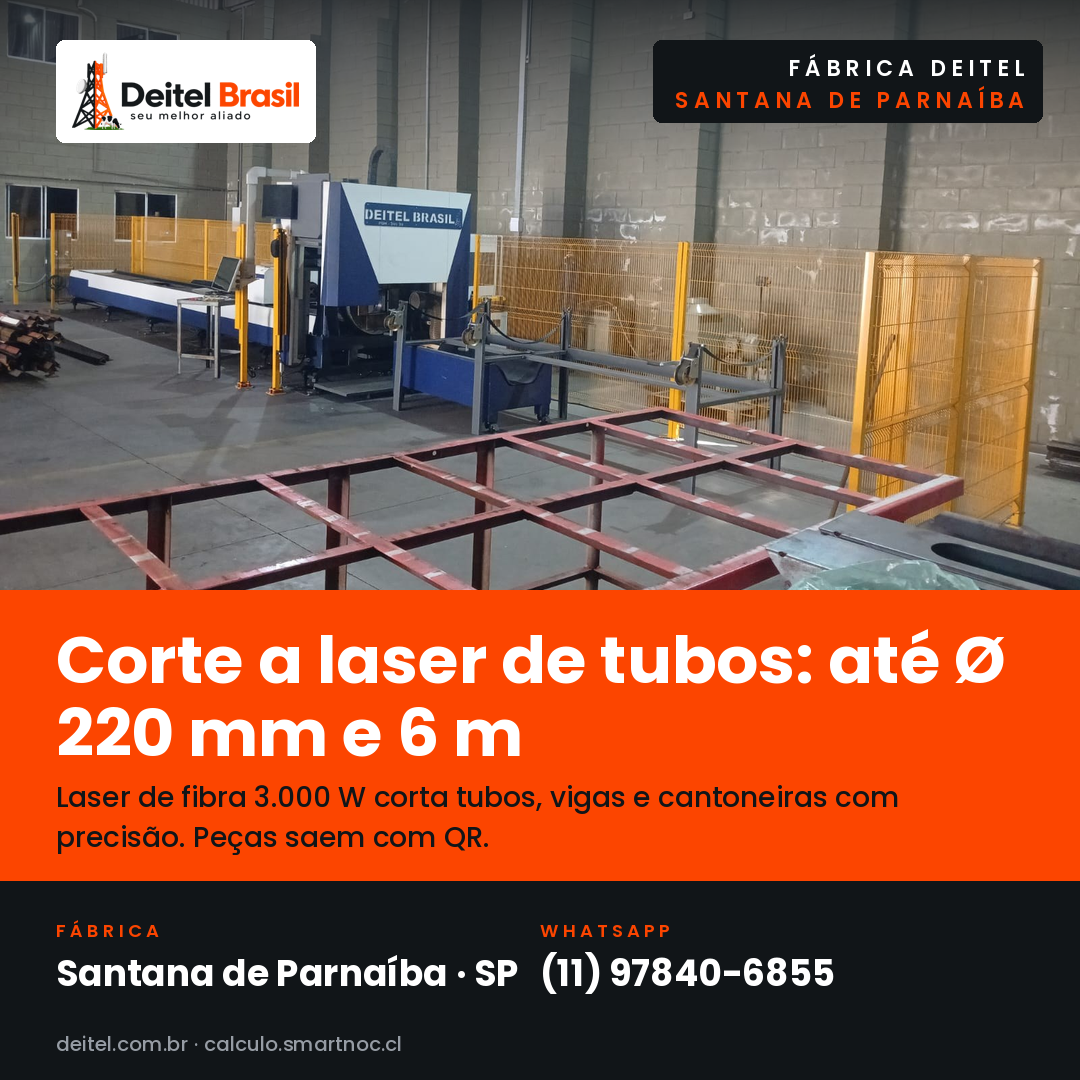 Deitel Brasil
seu melhor aliado
FÁBRICA DEITEL
SANTANA DE PARNAÍBA
DEITEL BRASIL
Corte a laser de tubos: até Ø
220 mm e 6 m
Laser de fibra 3.000 W corta tubos, vigas e cantoneiras com
precisão. Peças saem com QR.
FÁBRICA
Santana de Parnaíba · SP
WHATSAPP
(11) 97840-6855
deitel.com.br · calculo.smartnoc.cl